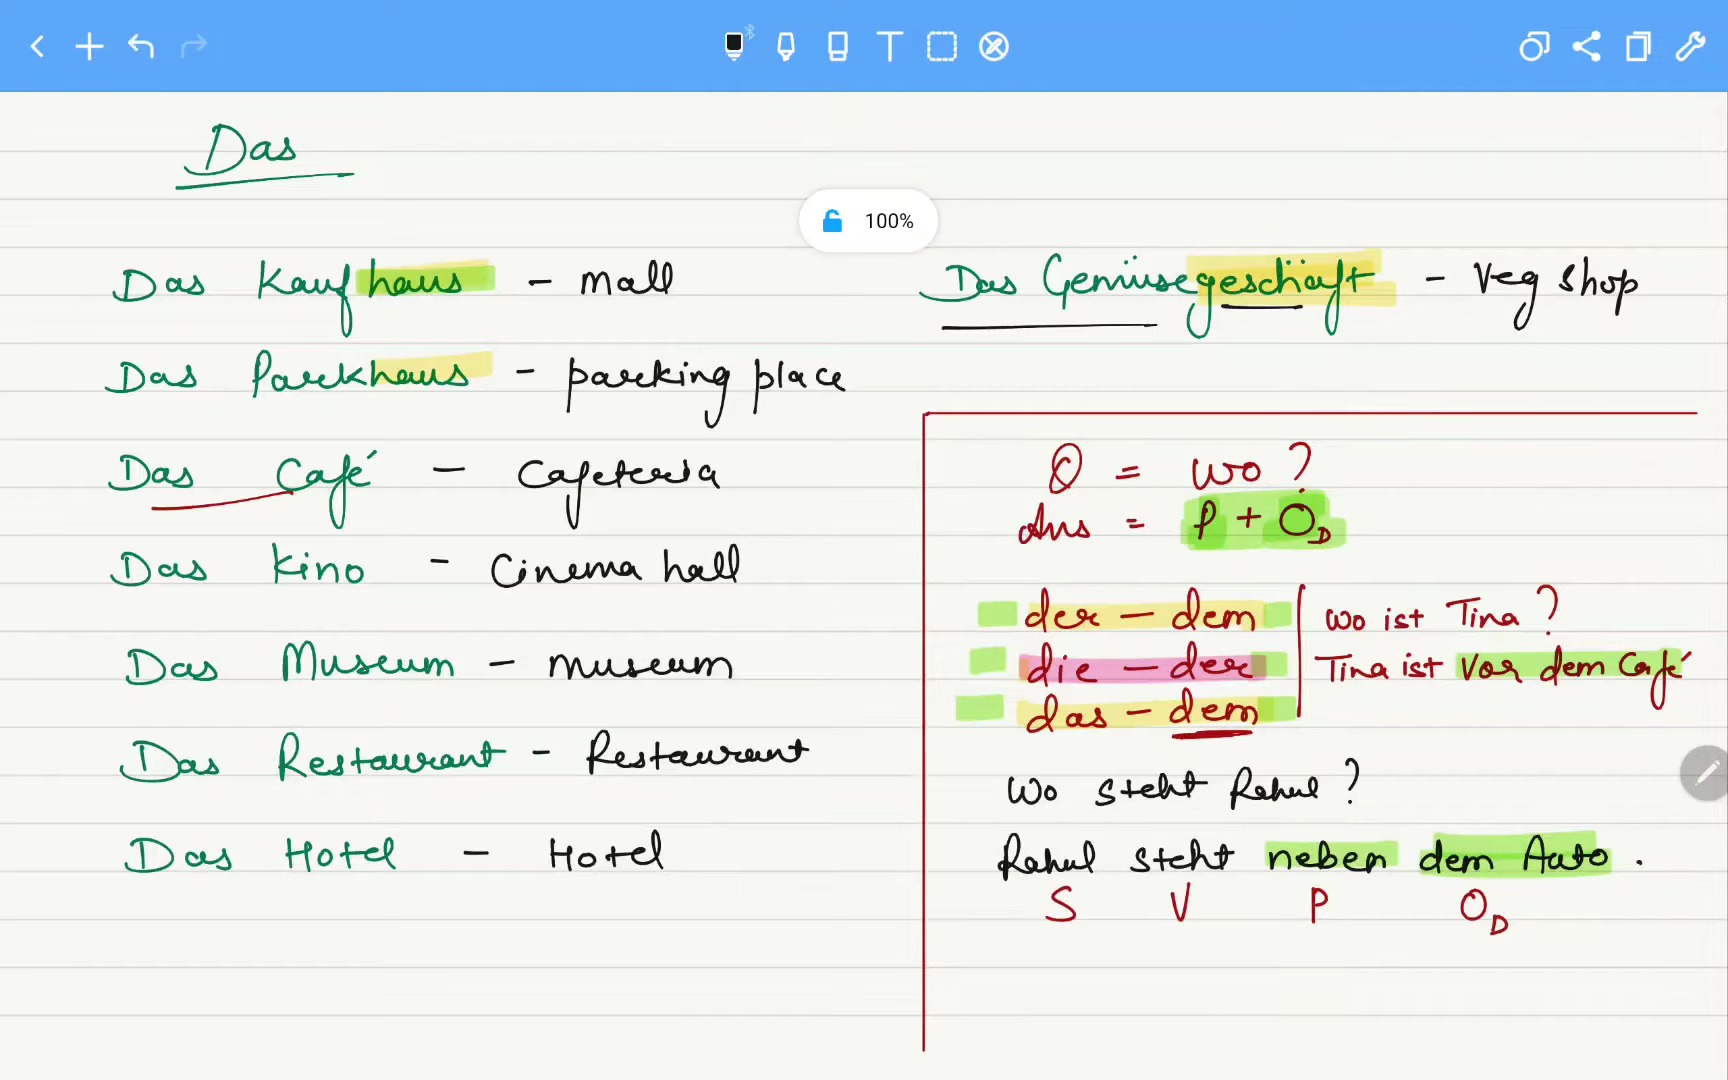 Das
100%
Das Kaufhaus - Mall
Das Parkhaus - parking place
Das Café - Cafeteria
Das Kino - Cinema hall
Das Museum - museum
Das Restaurant - Restaurant
Das Hotel - Hotel
Das Gemüsegeschäft - Veg shop
Q = wo?
Ans = P + OD
der - dem
die - der
das - dem
Wo ist Tina?
Tina ist vor dem Café
Wo steht Rahul?
Rahul steht neben dem Auto.
S V P OD